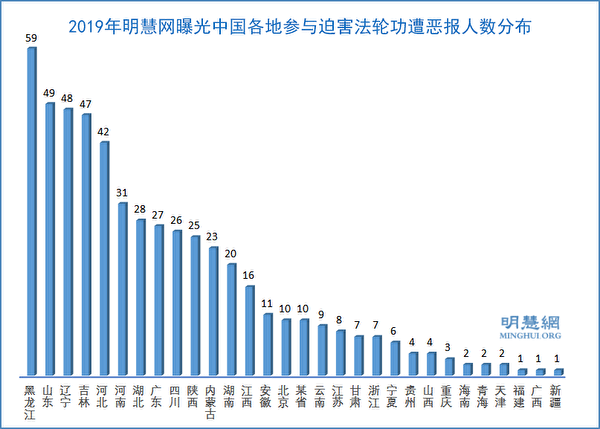 2019年明慧网曝光中国各地参与迫害法轮功遭恶报人数分布
59
49
48
47
42
31
28
27
26
25
23
20
16
11
10
10
9
8
7
7
6
4
4
3
2
2
2
1
1
1
明慧網
MINGHUI.ORG
黑龙江
山东
辽宁
吉林
河北
河南
湖北
广东
四川
陕西
内蒙古
湖南
江西
安徽
北京
某省
云南
江苏
甘肃
浙江
宁夏
贵州
山西
重庆
海南
青海
天津
福建
广西
新疆